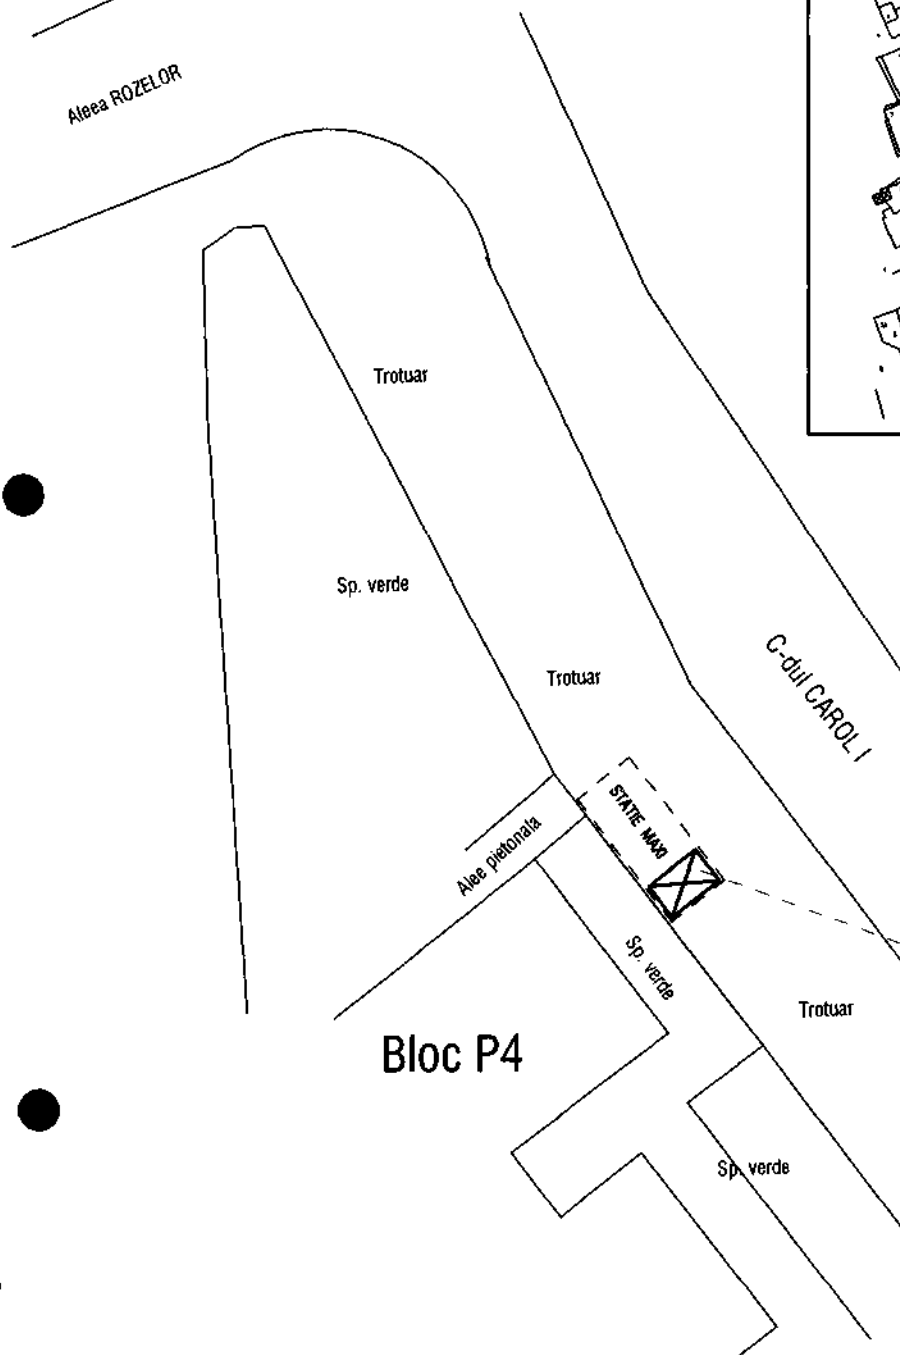 Aleea ROZELOR
Trotuar
Sp. verde
Trotuar
C-dul CAROL I
STATIE MAXI
Alee pietonala
Sp. verde
Trotuar
Bloc P4
Sp. verde